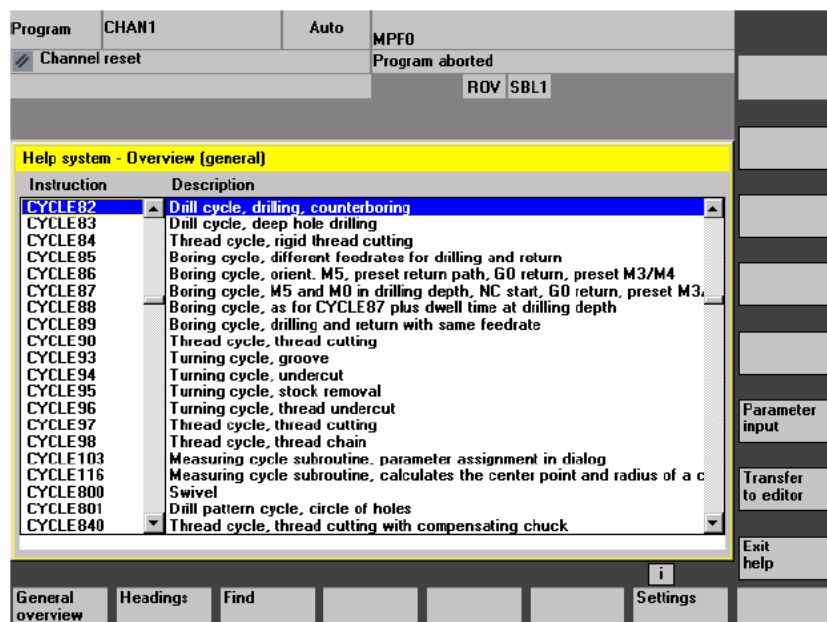 Program CHAN1 Auto MPF0
Channel reset Program aborted
ROV SBL1
Help system - Overview (general)
Instruction Description
CYCLE82 Drill cycle, drilling, counterboring
CYCLE83 Drill cycle, deep hole drilling
CYCLE84 Thread cycle, rigid thread cutting
CYCLE85 Boring cycle, different feedrates for drilling and return
CYCLE86 Boring cycle, orient. M5, preset return path, G0 return, preset M3/M4
CYCLE87 Boring cycle, M5 and M0 in drilling depth, NC start, G0 return, preset M3/
CYCLE88 Boring cycle, as for CYCLE87 plus dwell time at drilling depth
CYCLE89 Boring cycle, drilling and return with same feedrate
CYCLE90 Thread cycle, thread cutting
CYCLE93 Turning cycle, groove
CYCLE94 Turning cycle, undercut
CYCLE95 Turning cycle, stock removal
CYCLE96 Turning cycle, thread undercut
CYCLE97 Thread cycle, thread cutting
CYCLE98 Thread cycle, thread chain
CYCLE103 Measuring cycle subroutine, parameter assignment in dialog
CYCLE116 Measuring cycle subroutine, calculates the center point and radius of a c
CYCLE800 Swivel
CYCLE801 Drill pattern cycle, circle of holes
CYCLE840 Thread cycle, thread cutting with compensating chuck
Parameter
input
Transfer
to editor
Exit
help
i
General
overview
Headings
Find
Settings